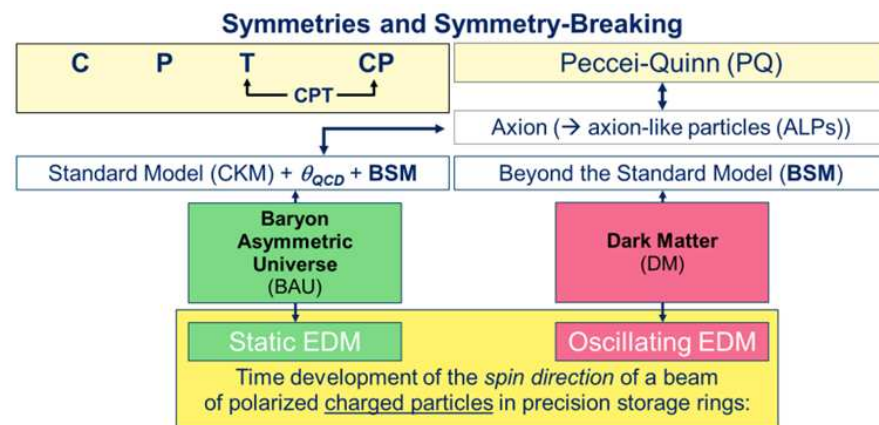 Symmetries and Symmetry-Breaking
C P T CP
CPT
Peccei-Quinn (PQ)
Axion (→ axion-like particles (ALPs))
Standard Model (CKM) + θQCD + BSM
Beyond the Standard Model (BSM)
Baryon
Asymmetric
Universe
(BAU)
Dark Matter
(DM)
Static EDM
Oscillating EDM
Time development of the spin direction of a beam
of polarized charged particles in precision storage rings: